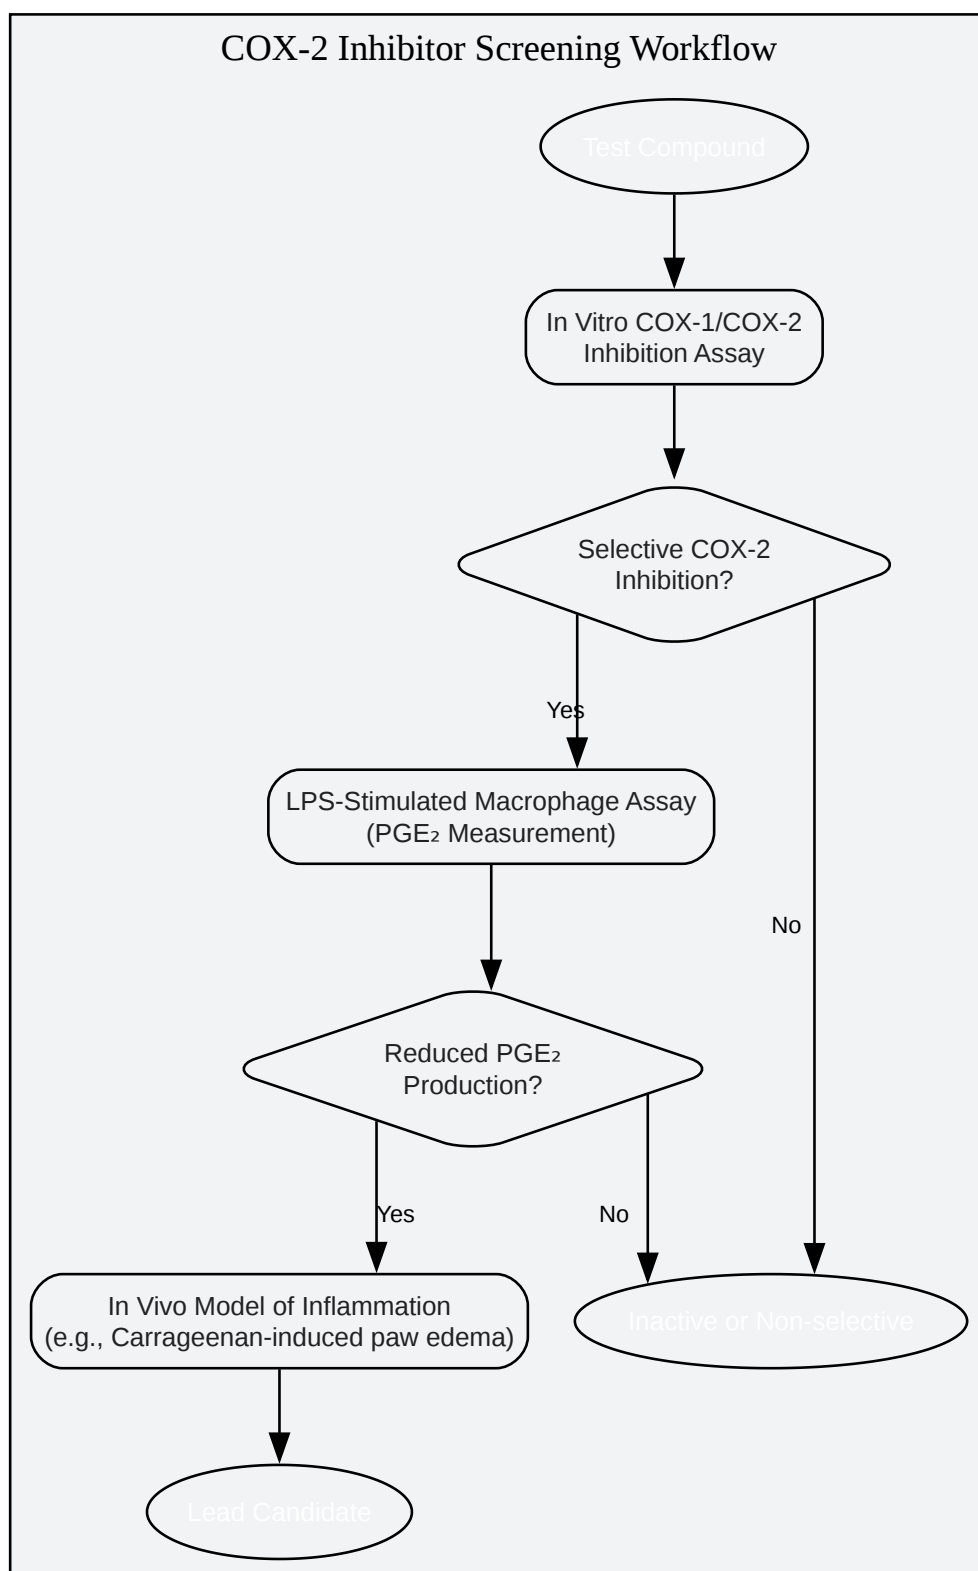 COX-2 Inhibitor Screening Workflow
Test Compound
In Vitro COX-1/COX-2
Inhibition Assay
Selective COX-2
Inhibition?
Yes
LPS-Stimulated Macrophage Assay
(PGE₂ Measurement)
No
Reduced PGE₂
Production?
Yes
No
In Vivo Model of Inflammation
(e.g., Carrageenan-induced paw edema)
Inactive or Non-selective
Lead Candidate